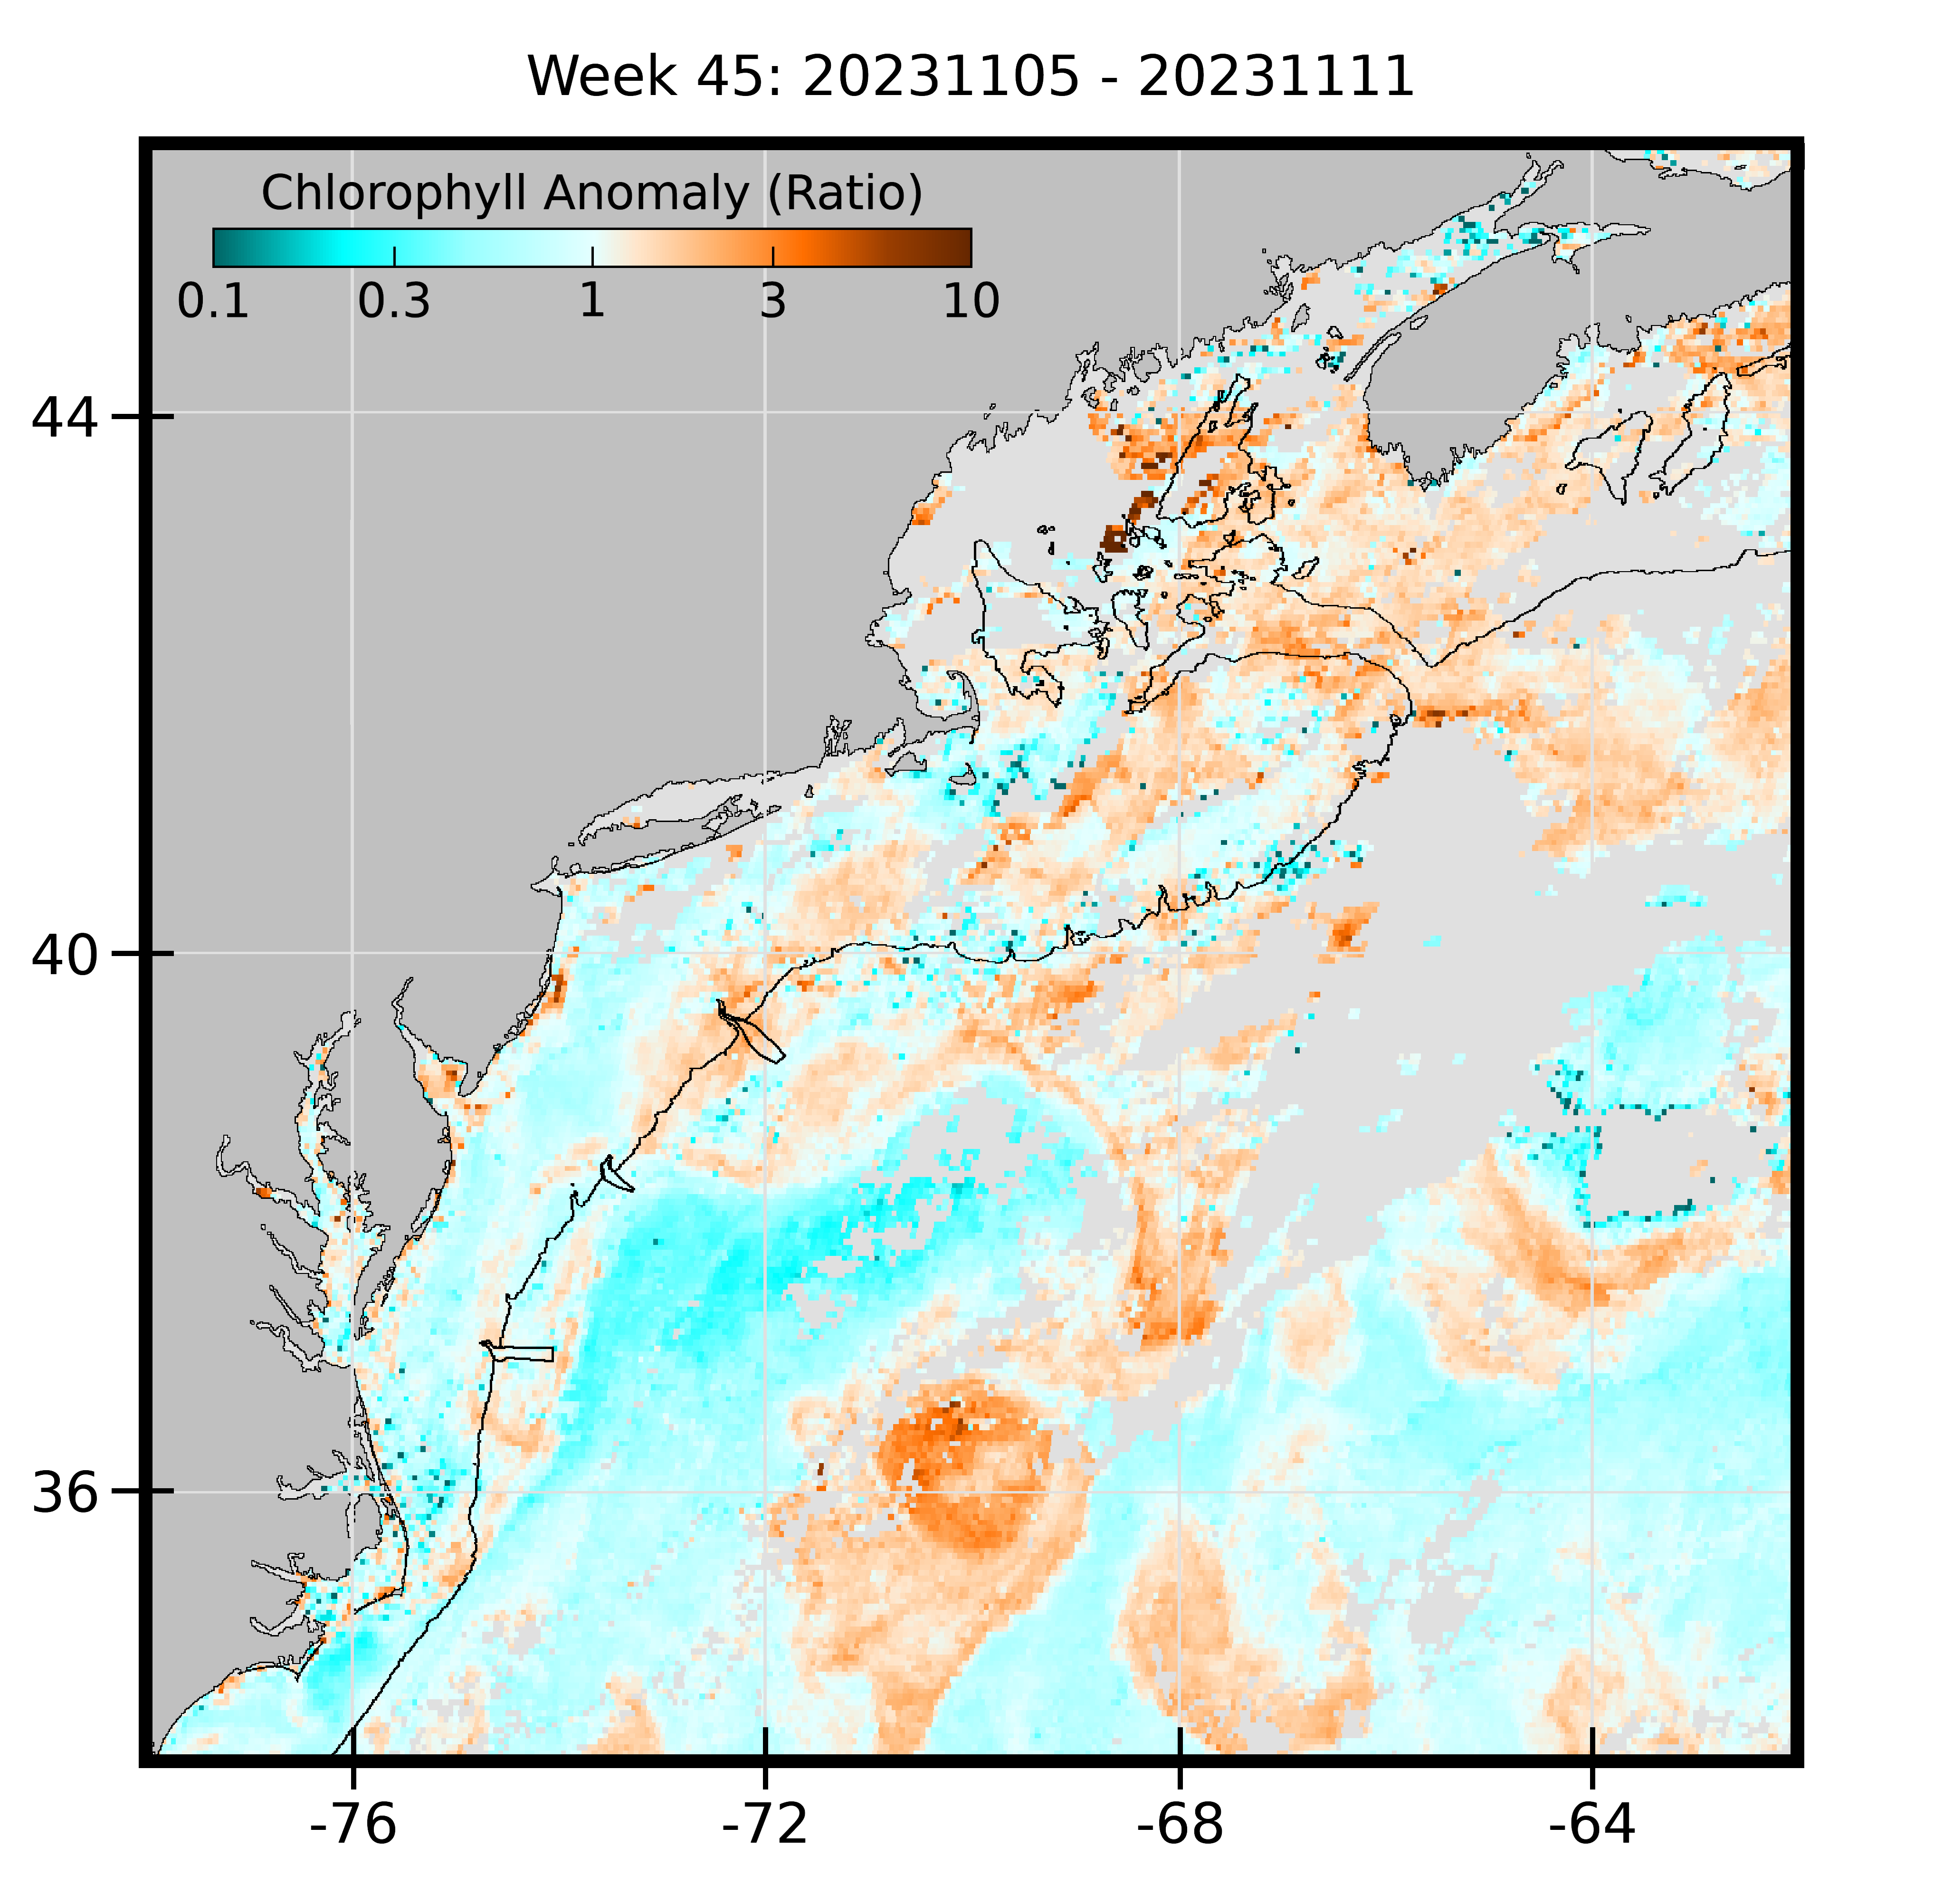 Week 45: 20231105 - 20231111
Chlorophyll Anomaly (Ratio)
0.1 0.3 1 3 10
44
40
36
-76 -72 -68 -64